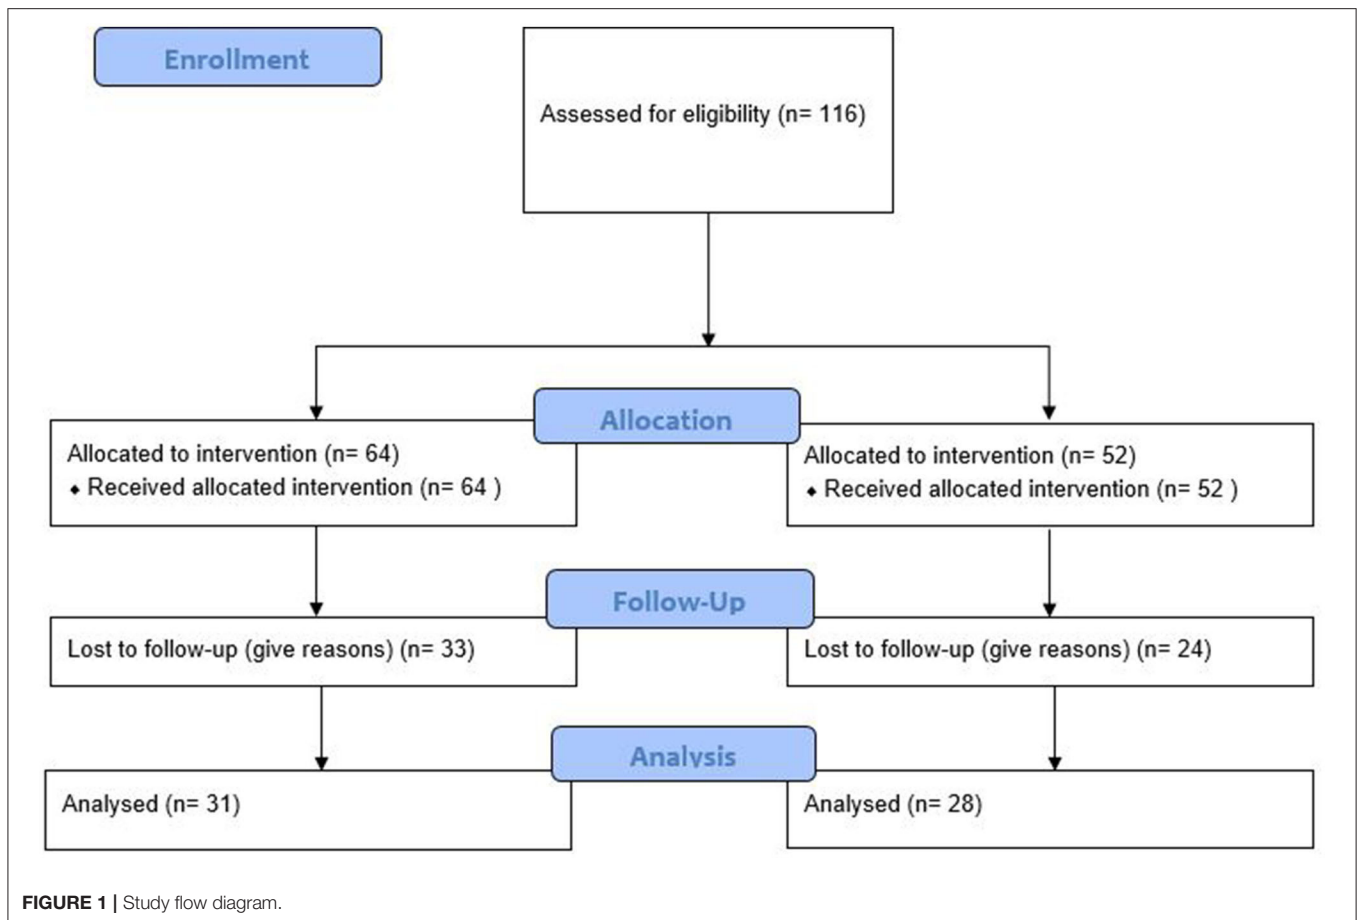 Enrollment
Assessed for eligibility (n= 116)
Allocation
Allocated to intervention (n= 64)
⬥ Received allocated intervention (n= 64 )
Allocated to intervention (n= 52)
⬥ Received allocated intervention (n= 52 )
Follow-Up
Lost to follow-up (give reasons) (n= 33)
Lost to follow-up (give reasons) (n= 24)
Analysis
Analysed (n= 31)
Analysed (n= 28)
FIGURE 1 | Study flow diagram.